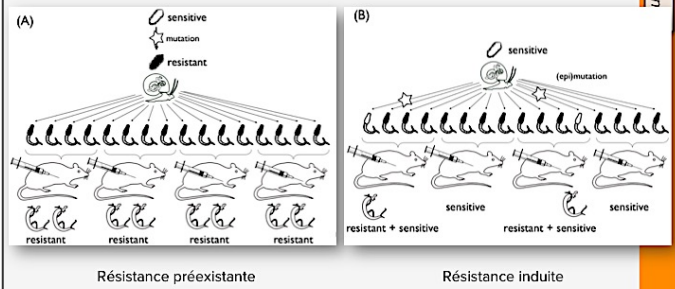 (A)
sensitive
mutation
resistant
resistant
resistant
resistant
resistant
Résistance préexistante
(B)
sensitive
(epi)mutation
resistant + sensitive
sensitive
resistant + sensitive
sensitive
Résistance induite